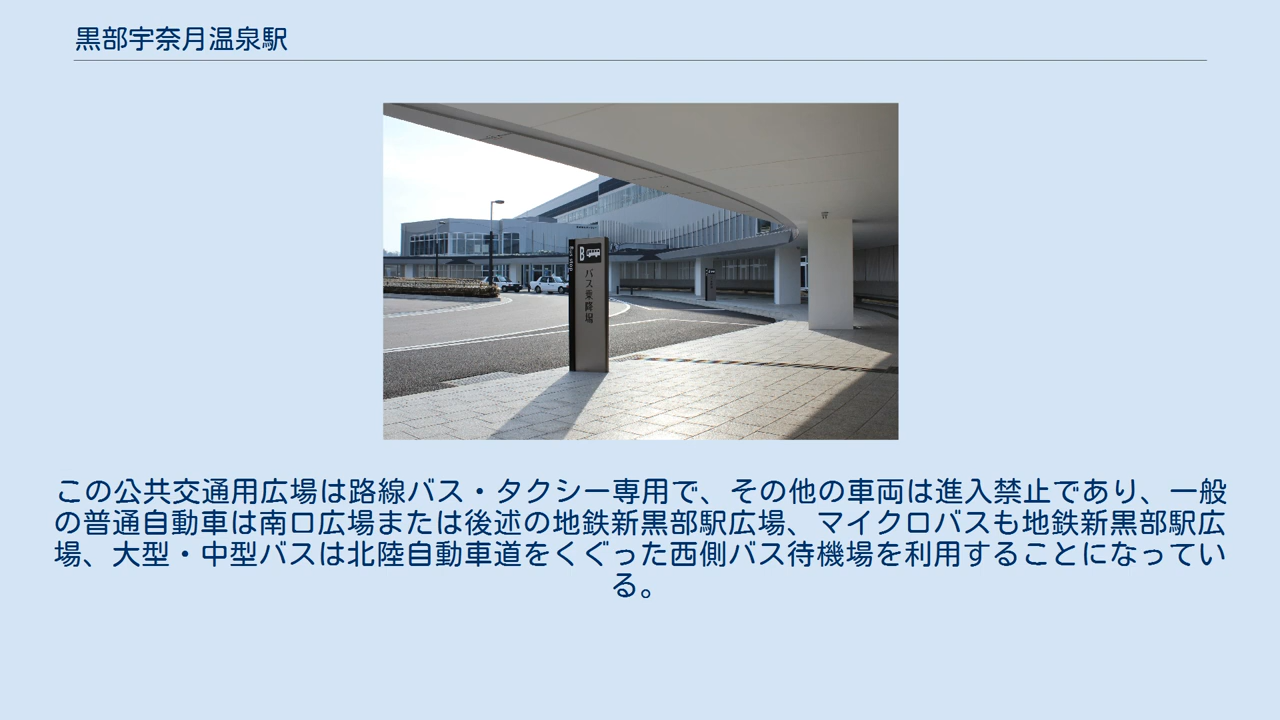 黒部宇奈月温泉駅
Bus stop
B
バス乗降場
この公共交通用広場は路線バス・タクシー専用で、その他の車両は進入禁止であり、一般
の普通自動車は南口広場または後述の地鉄新黒部駅広場、マイクロバスも地鉄新黒部駅広
場、大型・中型バスは北陸自動車道をくぐった西側バス待機場を利用することになってい
る。